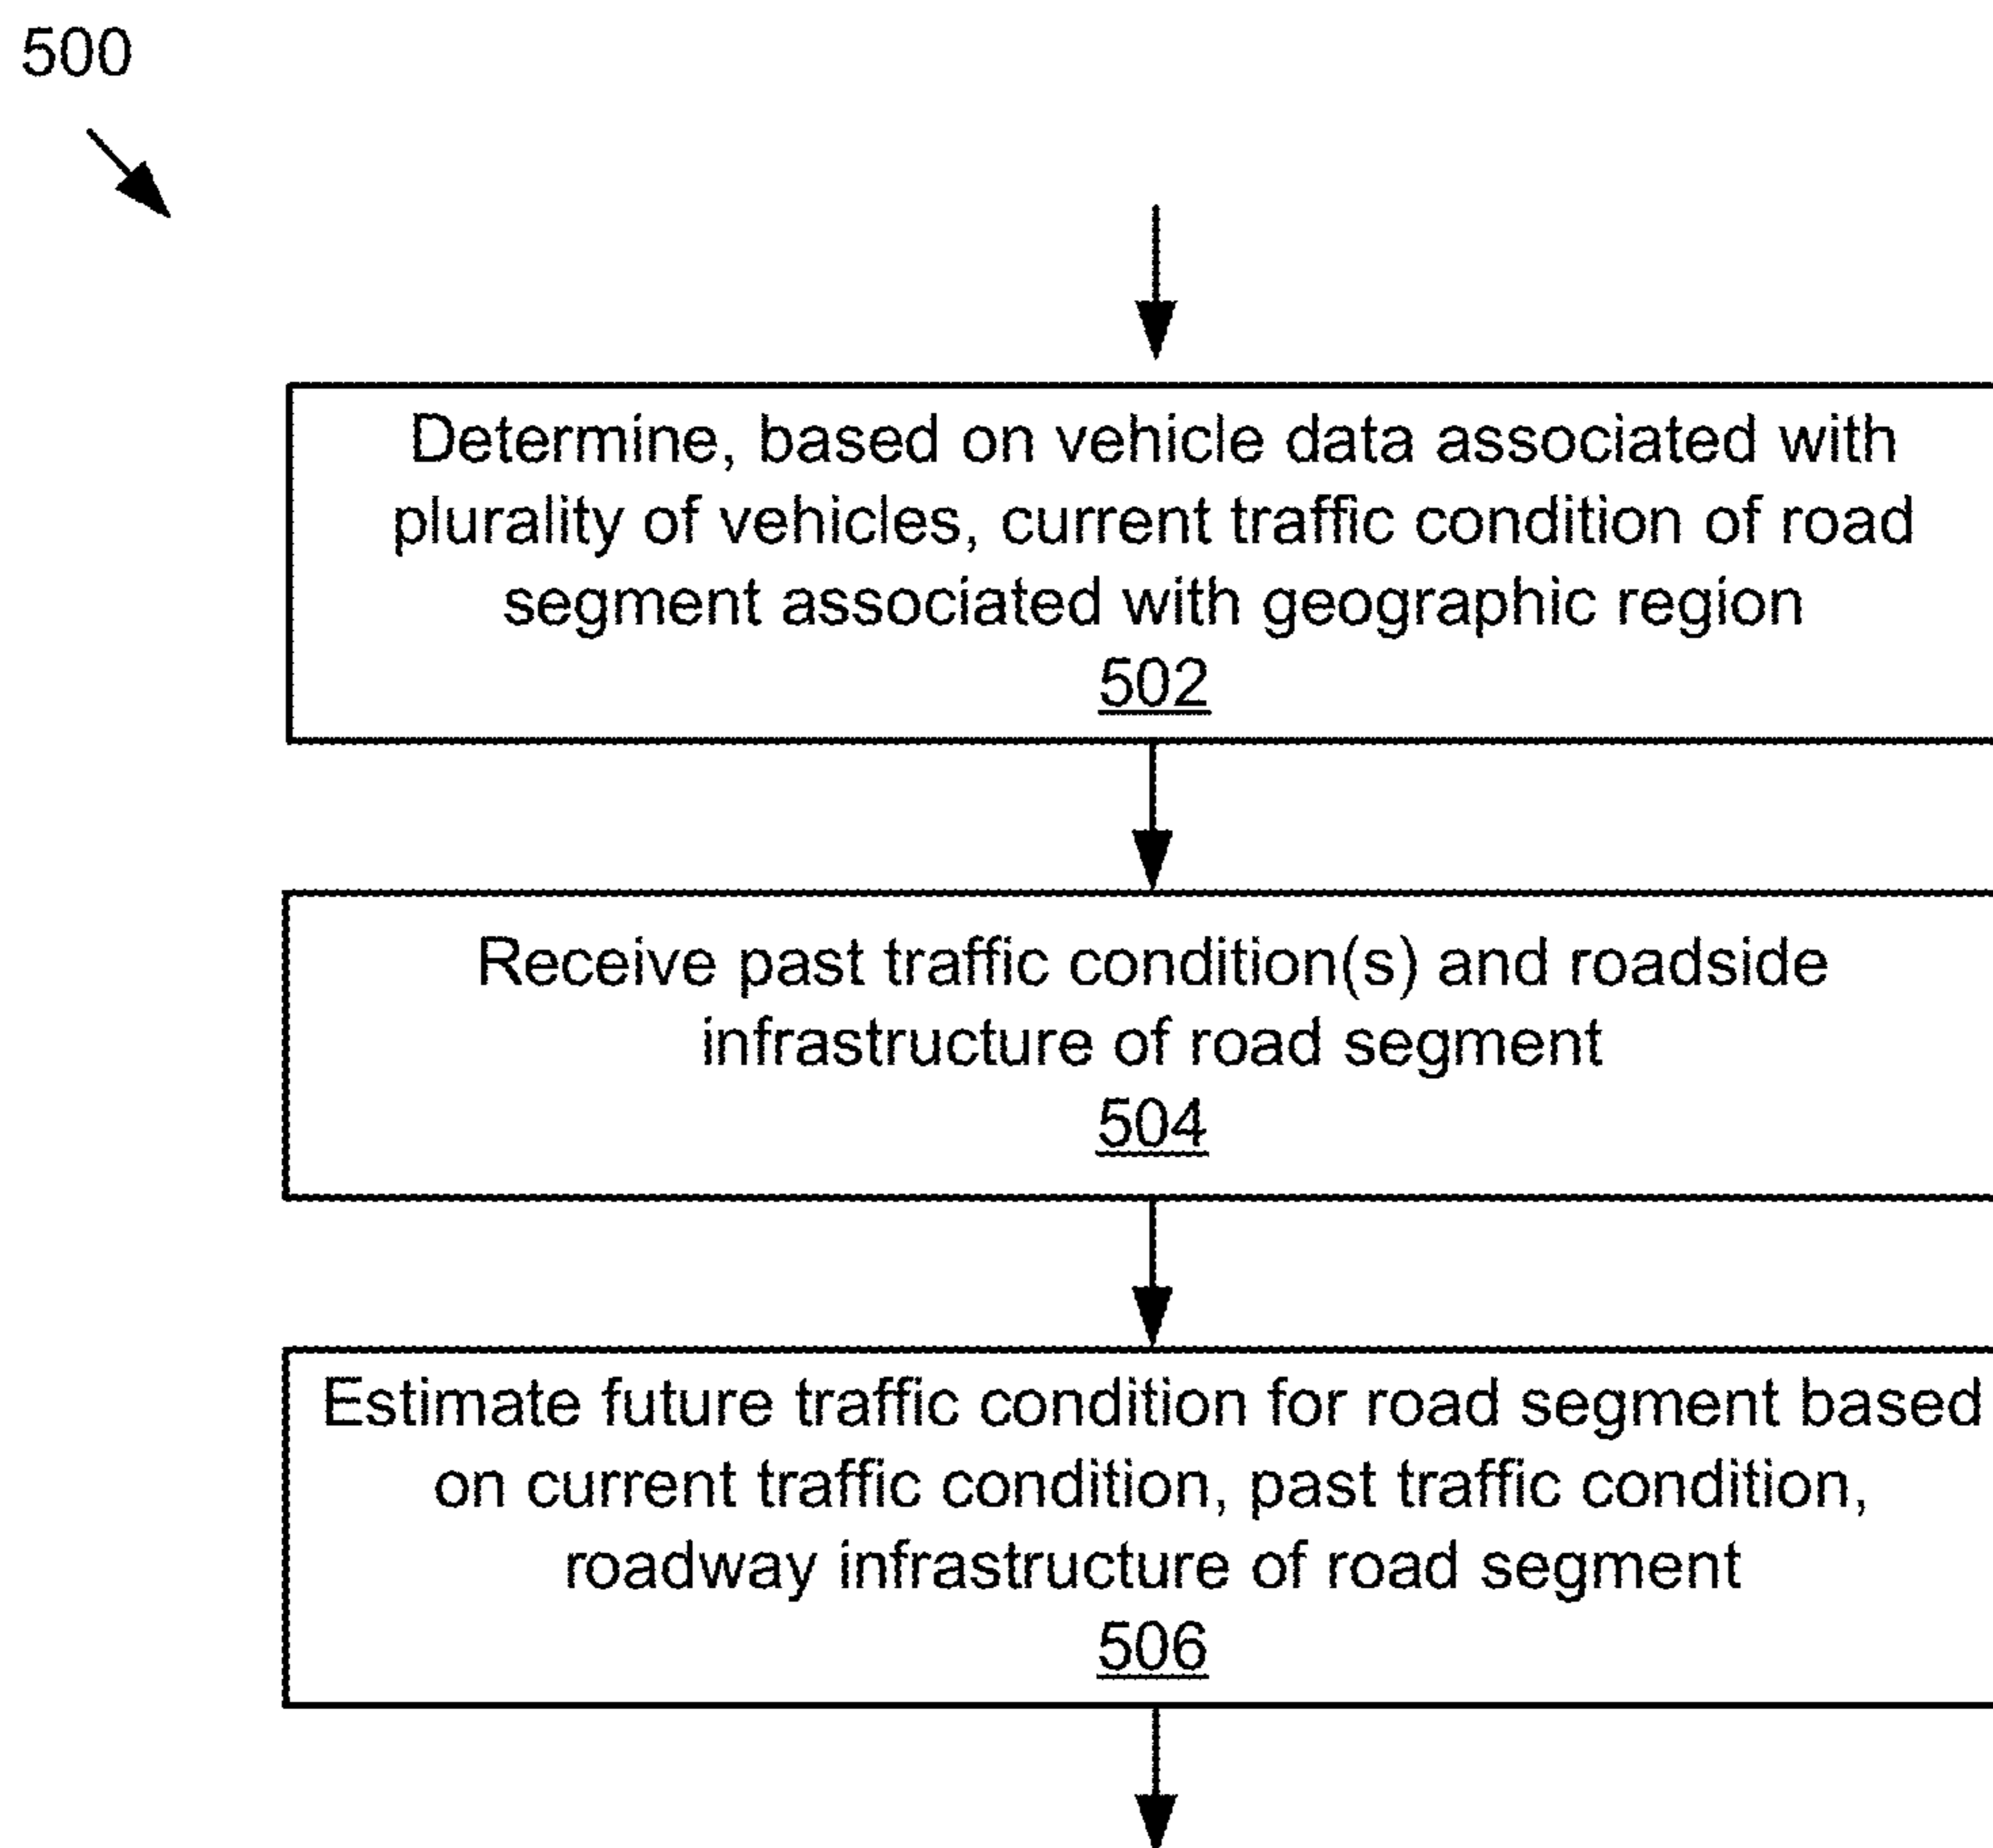 500
Determine, based on vehicle data associated with
plurality of vehicles, current traffic condition of road
segment associated with geographic region
502
Receive past traffic condition(s) and roadside
infrastructure of road segment
504
Estimate future traffic condition for road segment based
on current traffic condition, past traffic condition,
roadway infrastructure of road segment
506